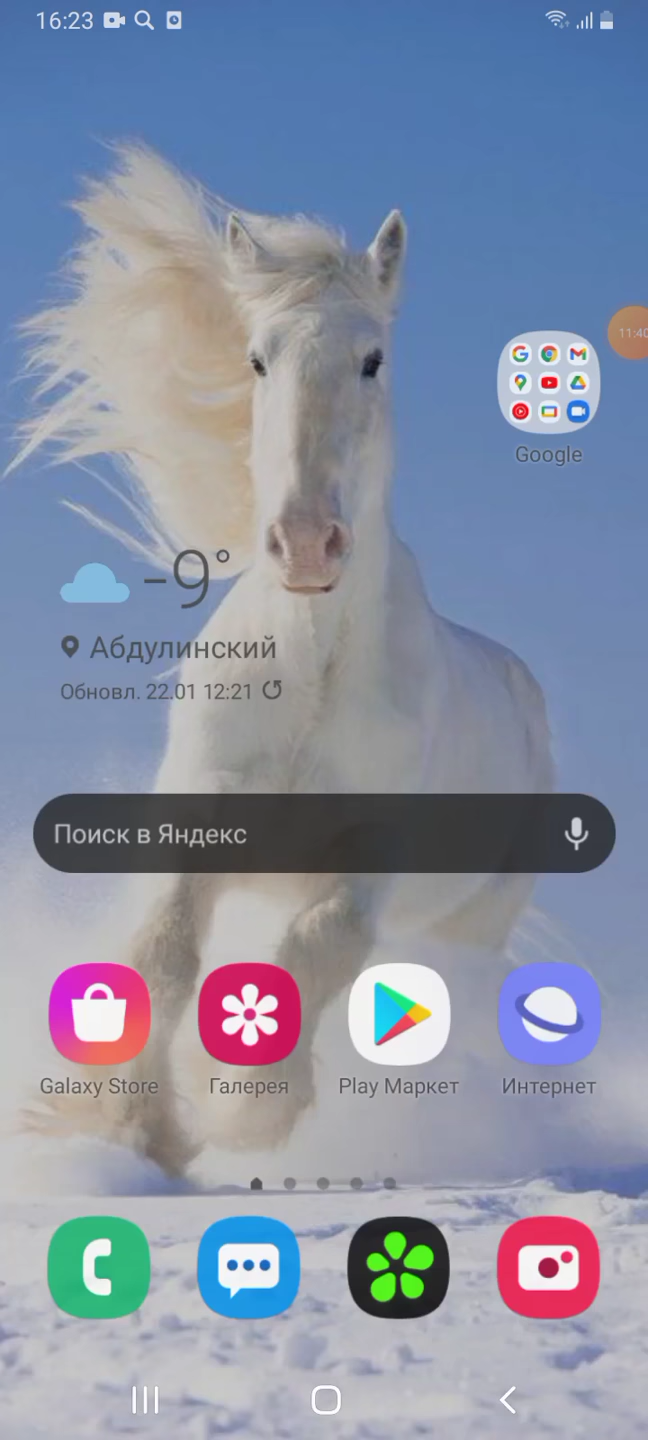 16:23
11:40
Google
-9°
Абдулинский
Обновл. 22.01 12:21
Поиск в Яндекс
Galaxy Store
Галерея
Play Маркет
Интернет